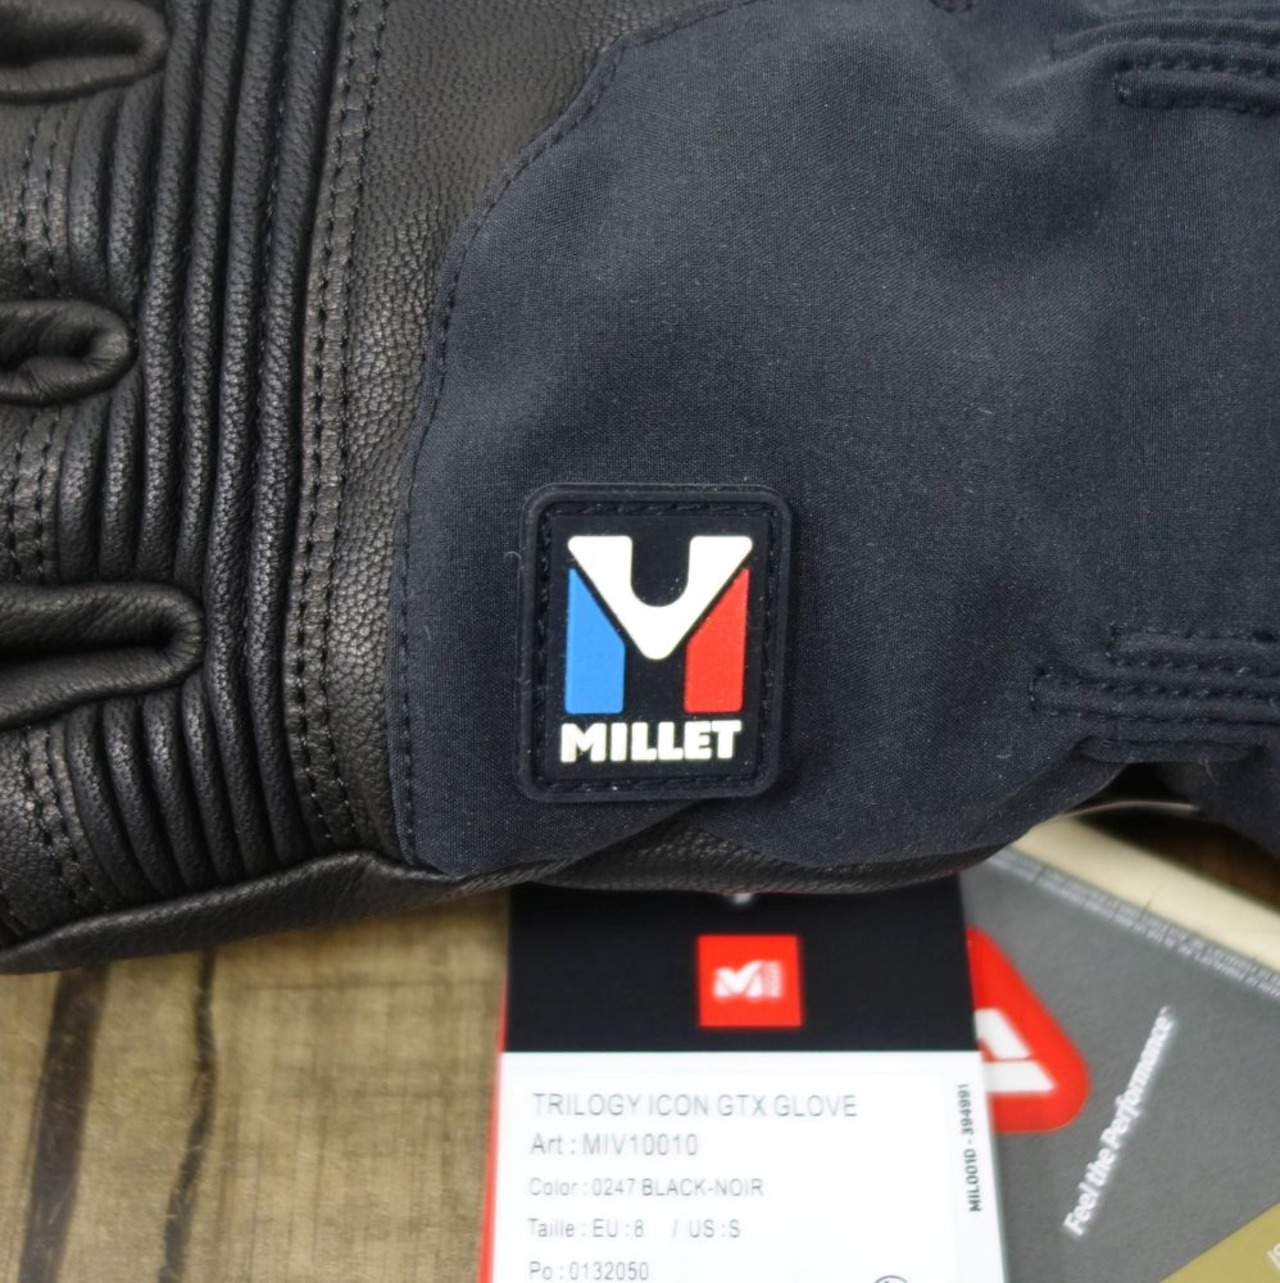 MILLET
TRILOGY ICON GTX GLOVE
Art : MIV10010
Color : 0247 BLACK-NOIR
Taille : EU : 8 / US : S
Po : 0132050
MIL001D - 394991
Feel the Performance